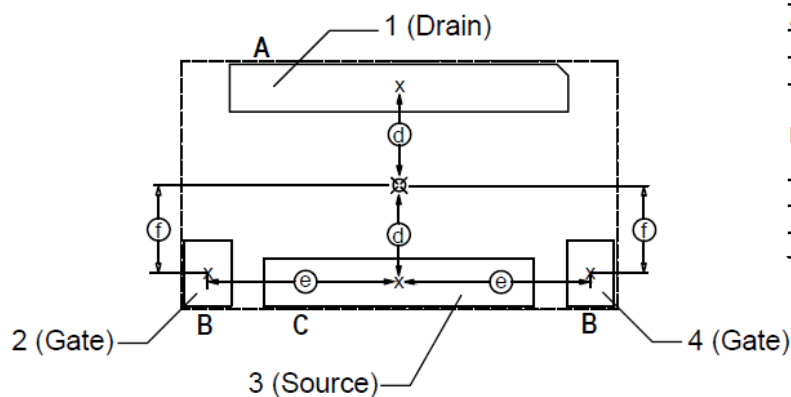 1 (Drain)
A
x
d
f
d
f
x
x
x
e
e
2 (Gate)
B
C
B
4 (Gate)
3 (Source)